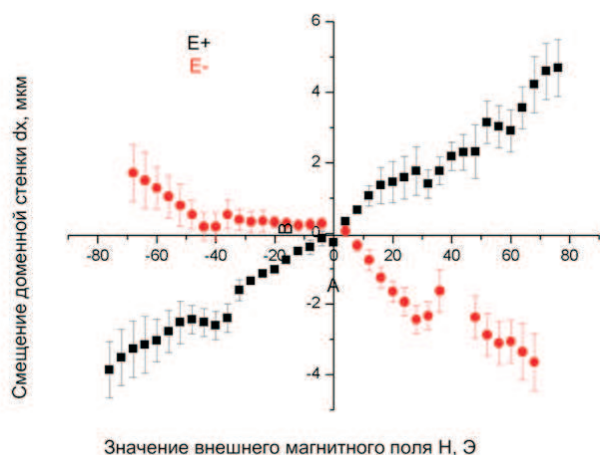 Смещение доменной стенки dx, мкм
6
E+
E-
4
2
B
-80 -60 -40 -20 0 20 40 60 80
A
-2
-4
Значение внешнего магнитного поля Н, Э